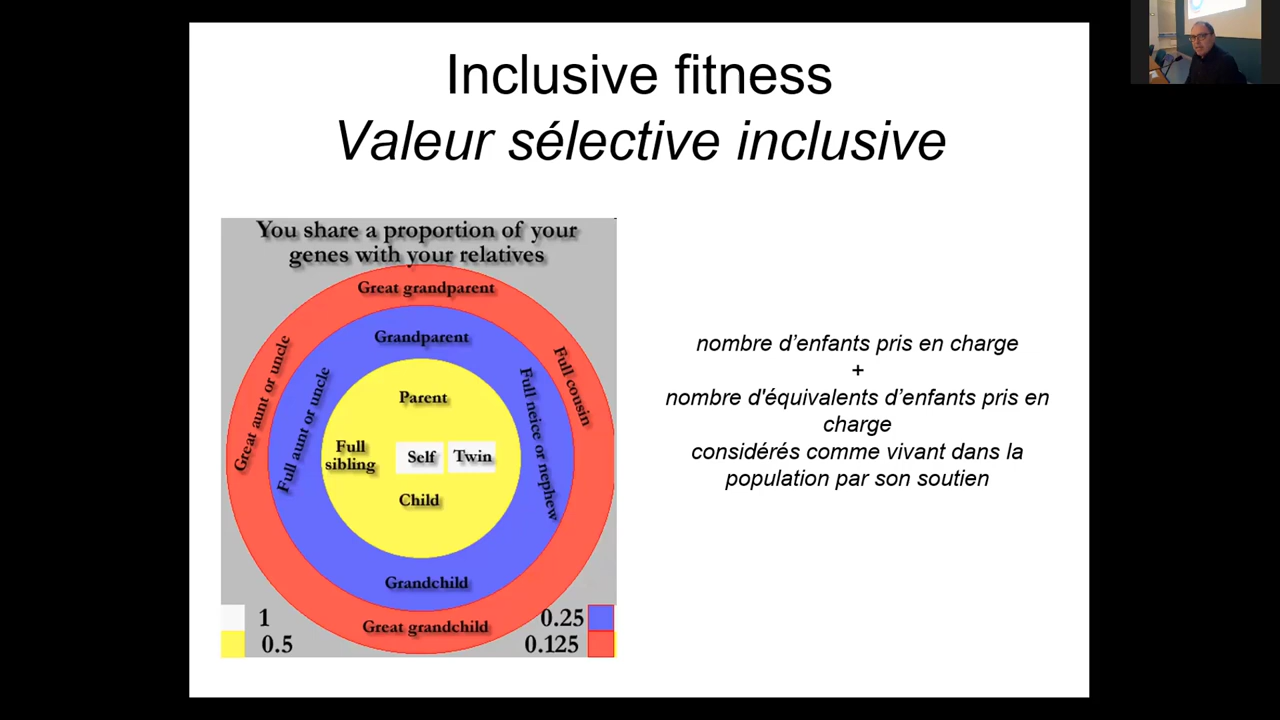 Inclusive fitness
Valeur sélective inclusive
You share a proportion of your
genes with your relatives
Great grandparent
Grandparent
Great aunt or uncle
Full aunt or uncle
Parent
Full neice or nephew
Full cousin
Full
sibling
Self
Twin
Child
Grandchild
Great grandchild
1
0.5
0.25
0.125
nombre d’enfants pris en charge
+
nombre d'équivalents d’enfants pris en
charge
considérés comme vivant dans la
population par son soutien